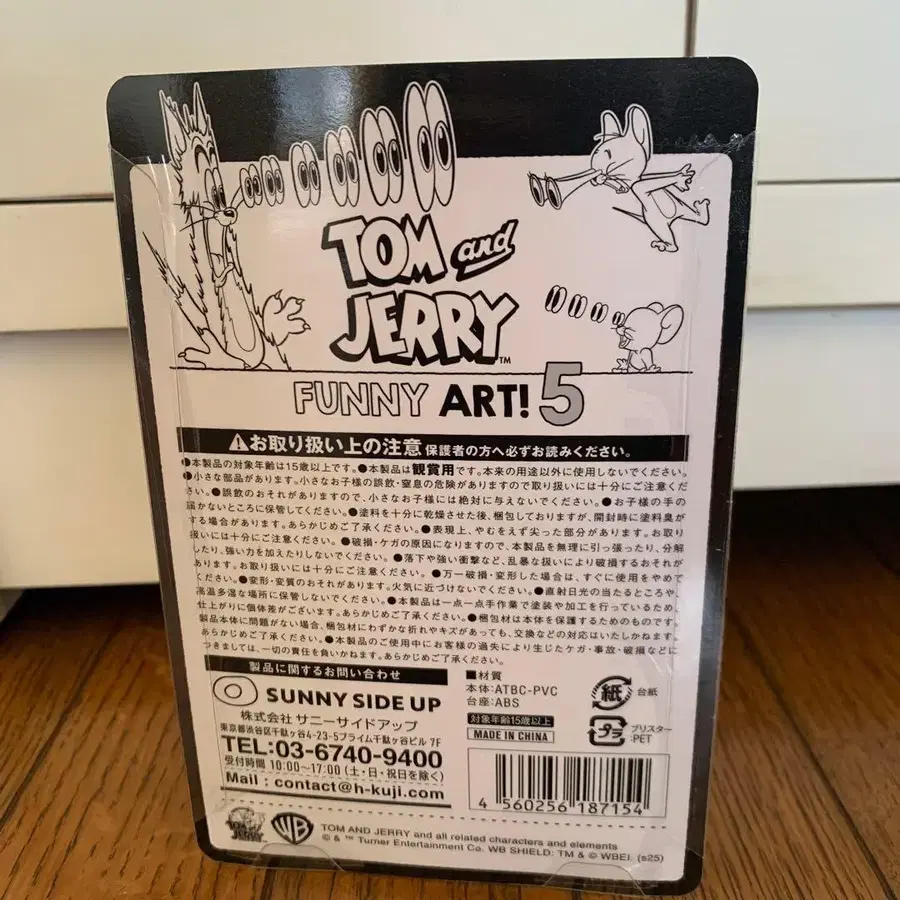 TOM and
JERRY™
FUNNY ART! 5
お取り扱い上の注意 保護者の方へ必ずお読みください。
●本製品の対象年齢は15歳以上です。●本製品は観賞用です。本来の用途以外に使用しないでください。
●小さな部品があります。小さなお子様の誤飲・窒息の危険がありますので取り扱いには十分にご注意くだ
さい。●誤飲のおそれがありますので、小さなお子様には絶対に与えないでください。●お子様の手の
届かないところに保管してください。●塗料を十分に乾燥させた後、梱包しておりますが、開封時に塗料臭が
する場合があります。あらかじめご了承ください。●表現上、やむをえず尖った部分があります。お取り
扱いには十分にご注意ください。●破損・ケガの原因になりますので、本製品を無理に引っ張ったり、分解
したり、強い力を加えたりしないでください。●落下や強い衝撃など、乱暴な扱いにより破損するおそれが
あります。お取り扱いには十分にご注意ください。●万一破損・変形した場合は、すぐに使用をやめて
ください。●変形・変質のおそれがあります。火気に近づけないでください。●直射日光の当たるところや、
高温多湿な場所に保管しないでください。●本製品は一点一点手作業で塗装や加工を行っているため、
仕上がりに個体差がございます。あらかじめご了承ください。●梱包材は本体を保護するためのものです。
製品本体に問題がない場合、梱包材にわずかな折れやキズがあっても、交換などの対応はいたしかねます。
あらかじめご了承ください。●本製品のご使用中にお客様の過失により生じたケガ・事故・破損などに
つきましては、一切の責任を負いかねます。あらかじめご了承ください。
製品に関するお問い合わせ
SUNNY SIDE UP
株式会社 サニーサイドアップ
東京都渋谷区千駄ヶ谷4-23-5プライム千駄ヶ谷ビル 7F
TEL:03-6740-9400
受付時間 10:00〜17:00 (土・日・祝日を除く)
Mail : contact@h-kuji.com
■材質
本体:ATBC-PVC
台座:ABS
対象年齢15歳以上
MADE IN CHINA
紙 台紙
プラ ブリスター
:PET
4 560256 187154
TOM and
JERRY
WB
TOM AND JERRY and all related characters and elements
© & ™ Turner Entertainment Co. WB SHIELD: TM & © WBEI. (s25)